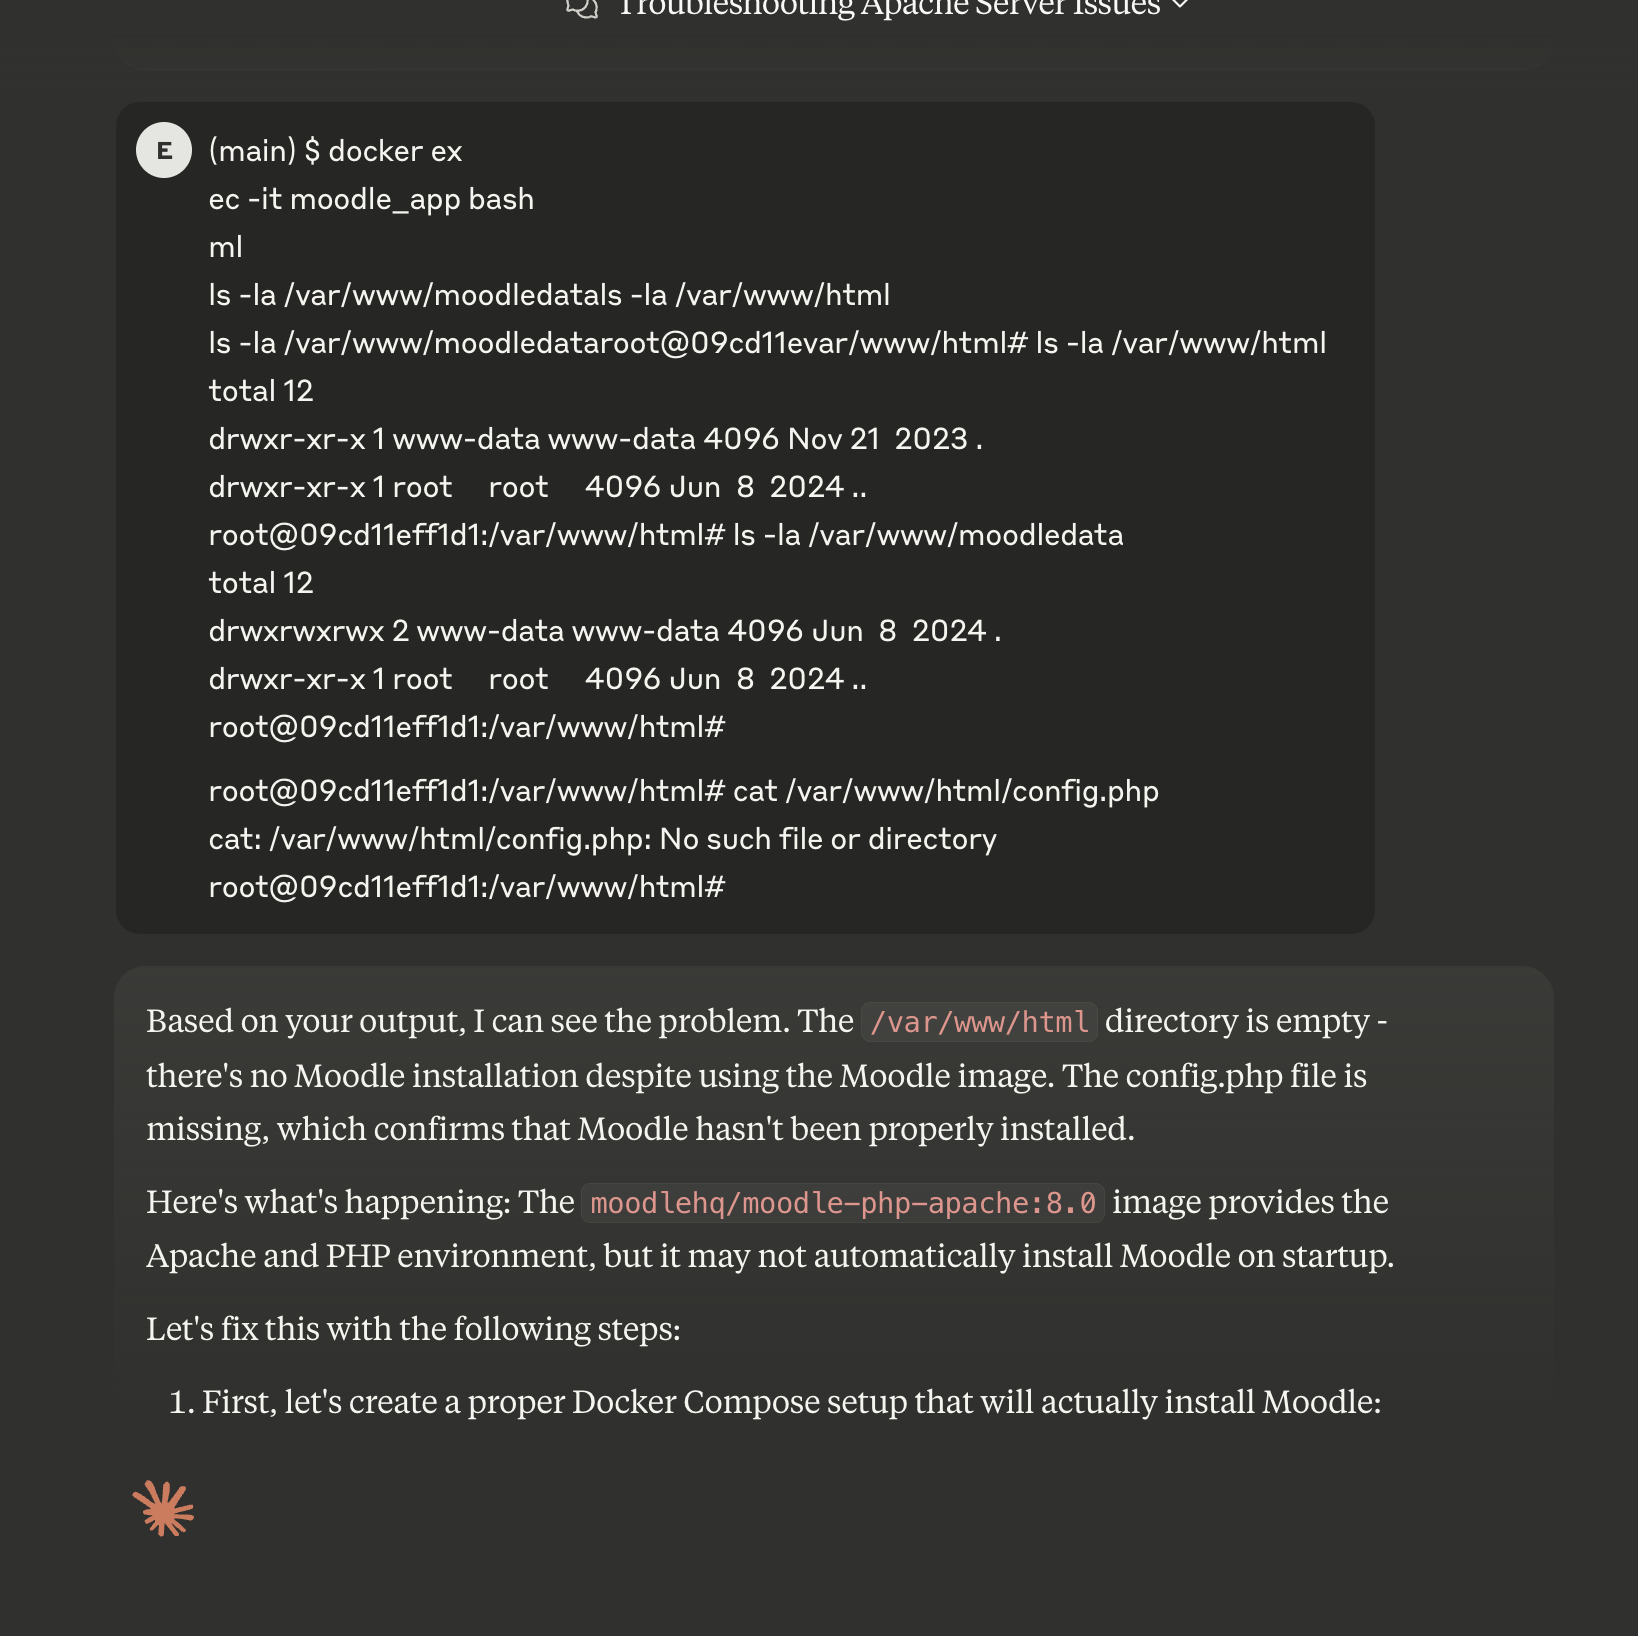 Troubleshooting Apache Server Issues
E
(main) $ docker ex
ec -it moodle_app bash
ml
ls -la /var/www/moodledatals -la /var/www/html
ls -la /var/www/moodledataroot@09cd11evar/www/html# ls -la /var/www/html
total 12
drwxr-xr-x 1 www-data www-data 4096 Nov 21  2023 .
drwxr-xr-x 1 root     root     4096 Jun  8  2024 ..
root@09cd11eff1d1:/var/www/html# ls -la /var/www/moodledata
total 12
drwxrwxrwx 2 www-data www-data 4096 Jun  8  2024 .
drwxr-xr-x 1 root     root     4096 Jun  8  2024 ..
root@09cd11eff1d1:/var/www/html#
root@09cd11eff1d1:/var/www/html# cat /var/www/html/config.php
cat: /var/www/html/config.php: No such file or directory
root@09cd11eff1d1:/var/www/html#
Based on your output, I can see the problem. The /var/www/html directory is empty -
there's no Moodle installation despite using the Moodle image. The config.php file is
missing, which confirms that Moodle hasn't been properly installed.
Here's what's happening: The moodlehq/moodle-php-apache:8.0 image provides the
Apache and PHP environment, but it may not automatically install Moodle on startup.
Let's fix this with the following steps:
1. First, let's create a proper Docker Compose setup that will actually install Moodle: